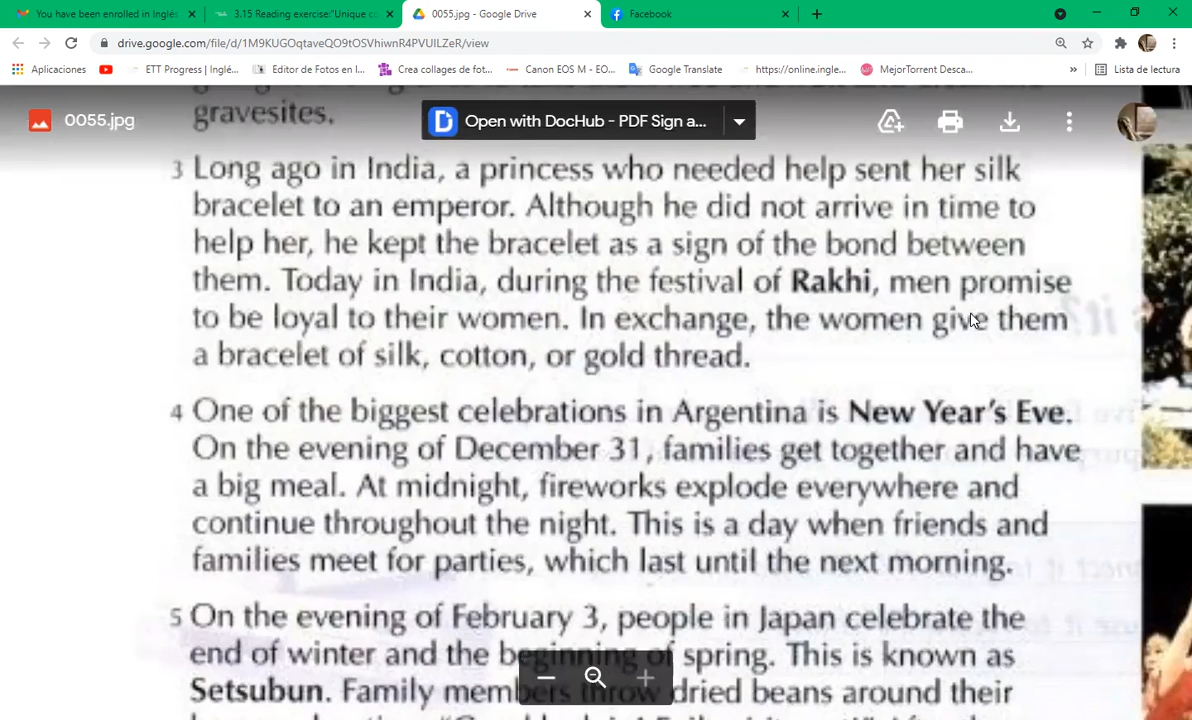 You have been enrolled in Inglés
3.15 Reading exercise:"Unique cu
0055.jpg - Google Drive
Facebook
drive.google.com/file/d/1M9KUGOqtaveQO9tOSVhiwnR4PVUILZeR/view
Aplicaciones
ETT Progress | Inglé...
Editor de Fotos en l...
Crea collages de fot...
Canon EOS M - EO...
Google Translate
https://online.ingle...
MejorTorrent Desca...
»
Lista de lectura
0055.jpg
Open with DocHub - PDF Sign a...
gravesites.
3 Long ago in India, a princess who needed help sent her silk
bracelet to an emperor. Although he did not arrive in time to
help her, he kept the bracelet as a sign of the bond between
them. Today in India, during the festival of Rakhi, men promise
to be loyal to their women. In exchange, the women give them
a bracelet of silk, cotton, or gold thread.
4 One of the biggest celebrations in Argentina is New Year's Eve.
On the evening of December 31, families get together and have
a big meal. At midnight, fireworks explode everywhere and
continue throughout the night. This is a day when friends and
families meet for parties, which last until the next morning.
5 On the evening of February 3, people in Japan celebrate the
end of winter and the beginning of spring. This is known as
Setsubun. Family members throw dried beans around their